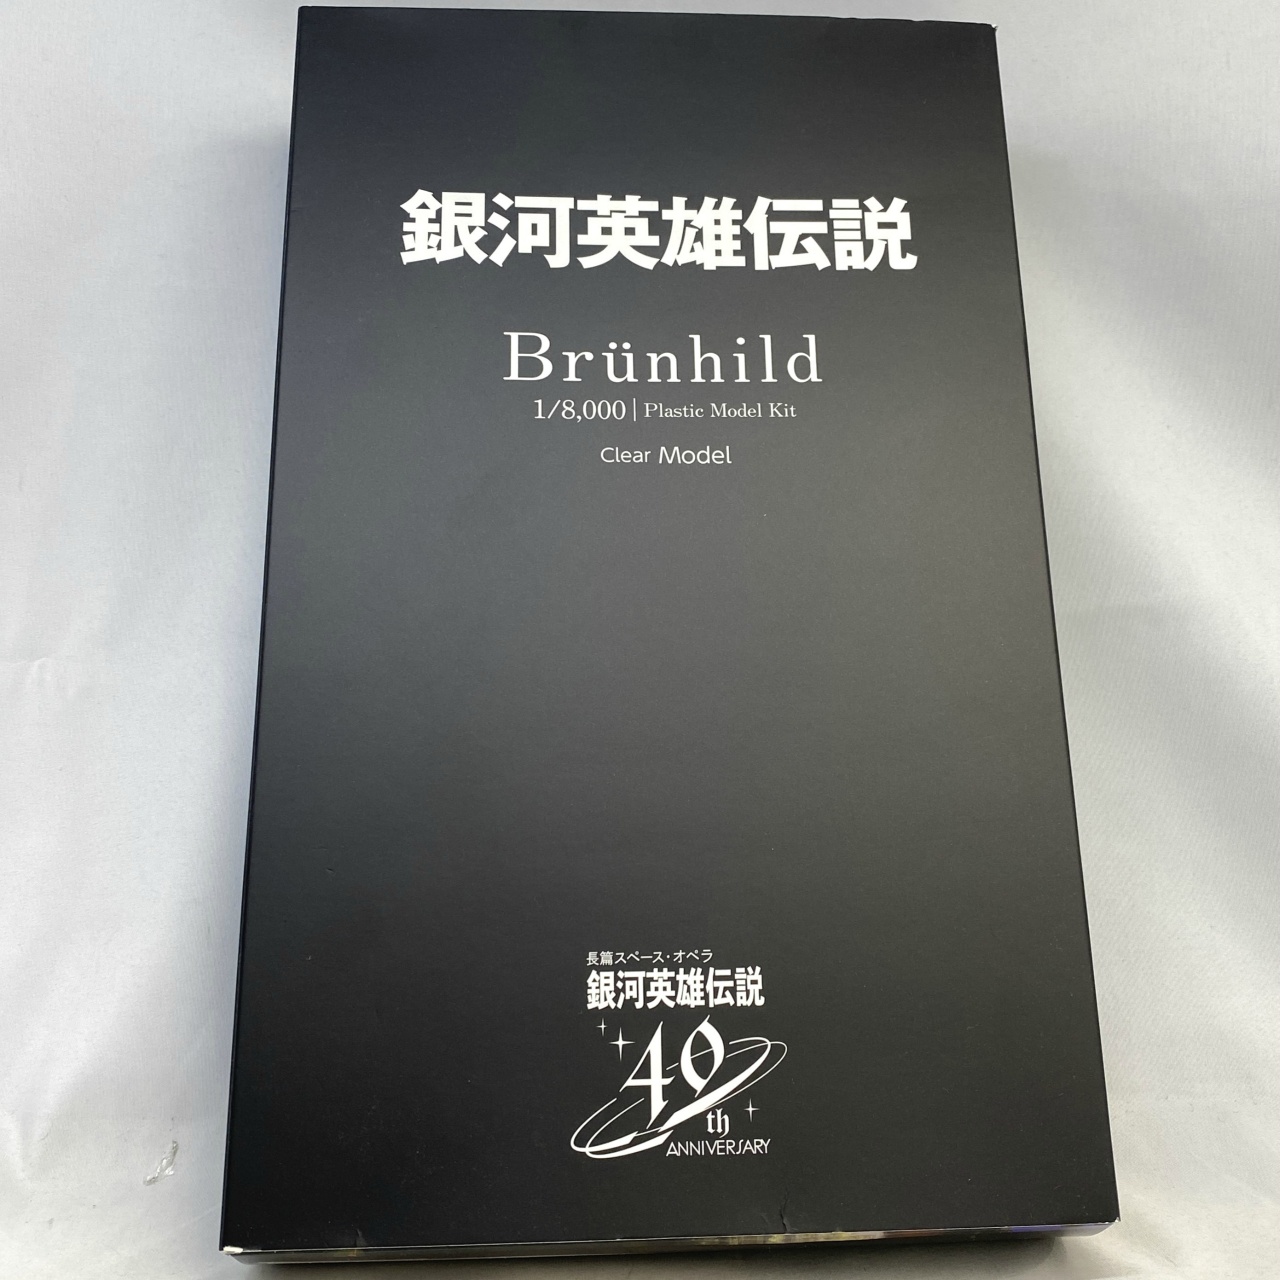 銀河英雄伝説
Brünhild
1/8,000 | Plastic Model Kit
Clear Model
長篇スペース・オペラ
銀河英雄伝説
40th
ANNIVERSARY